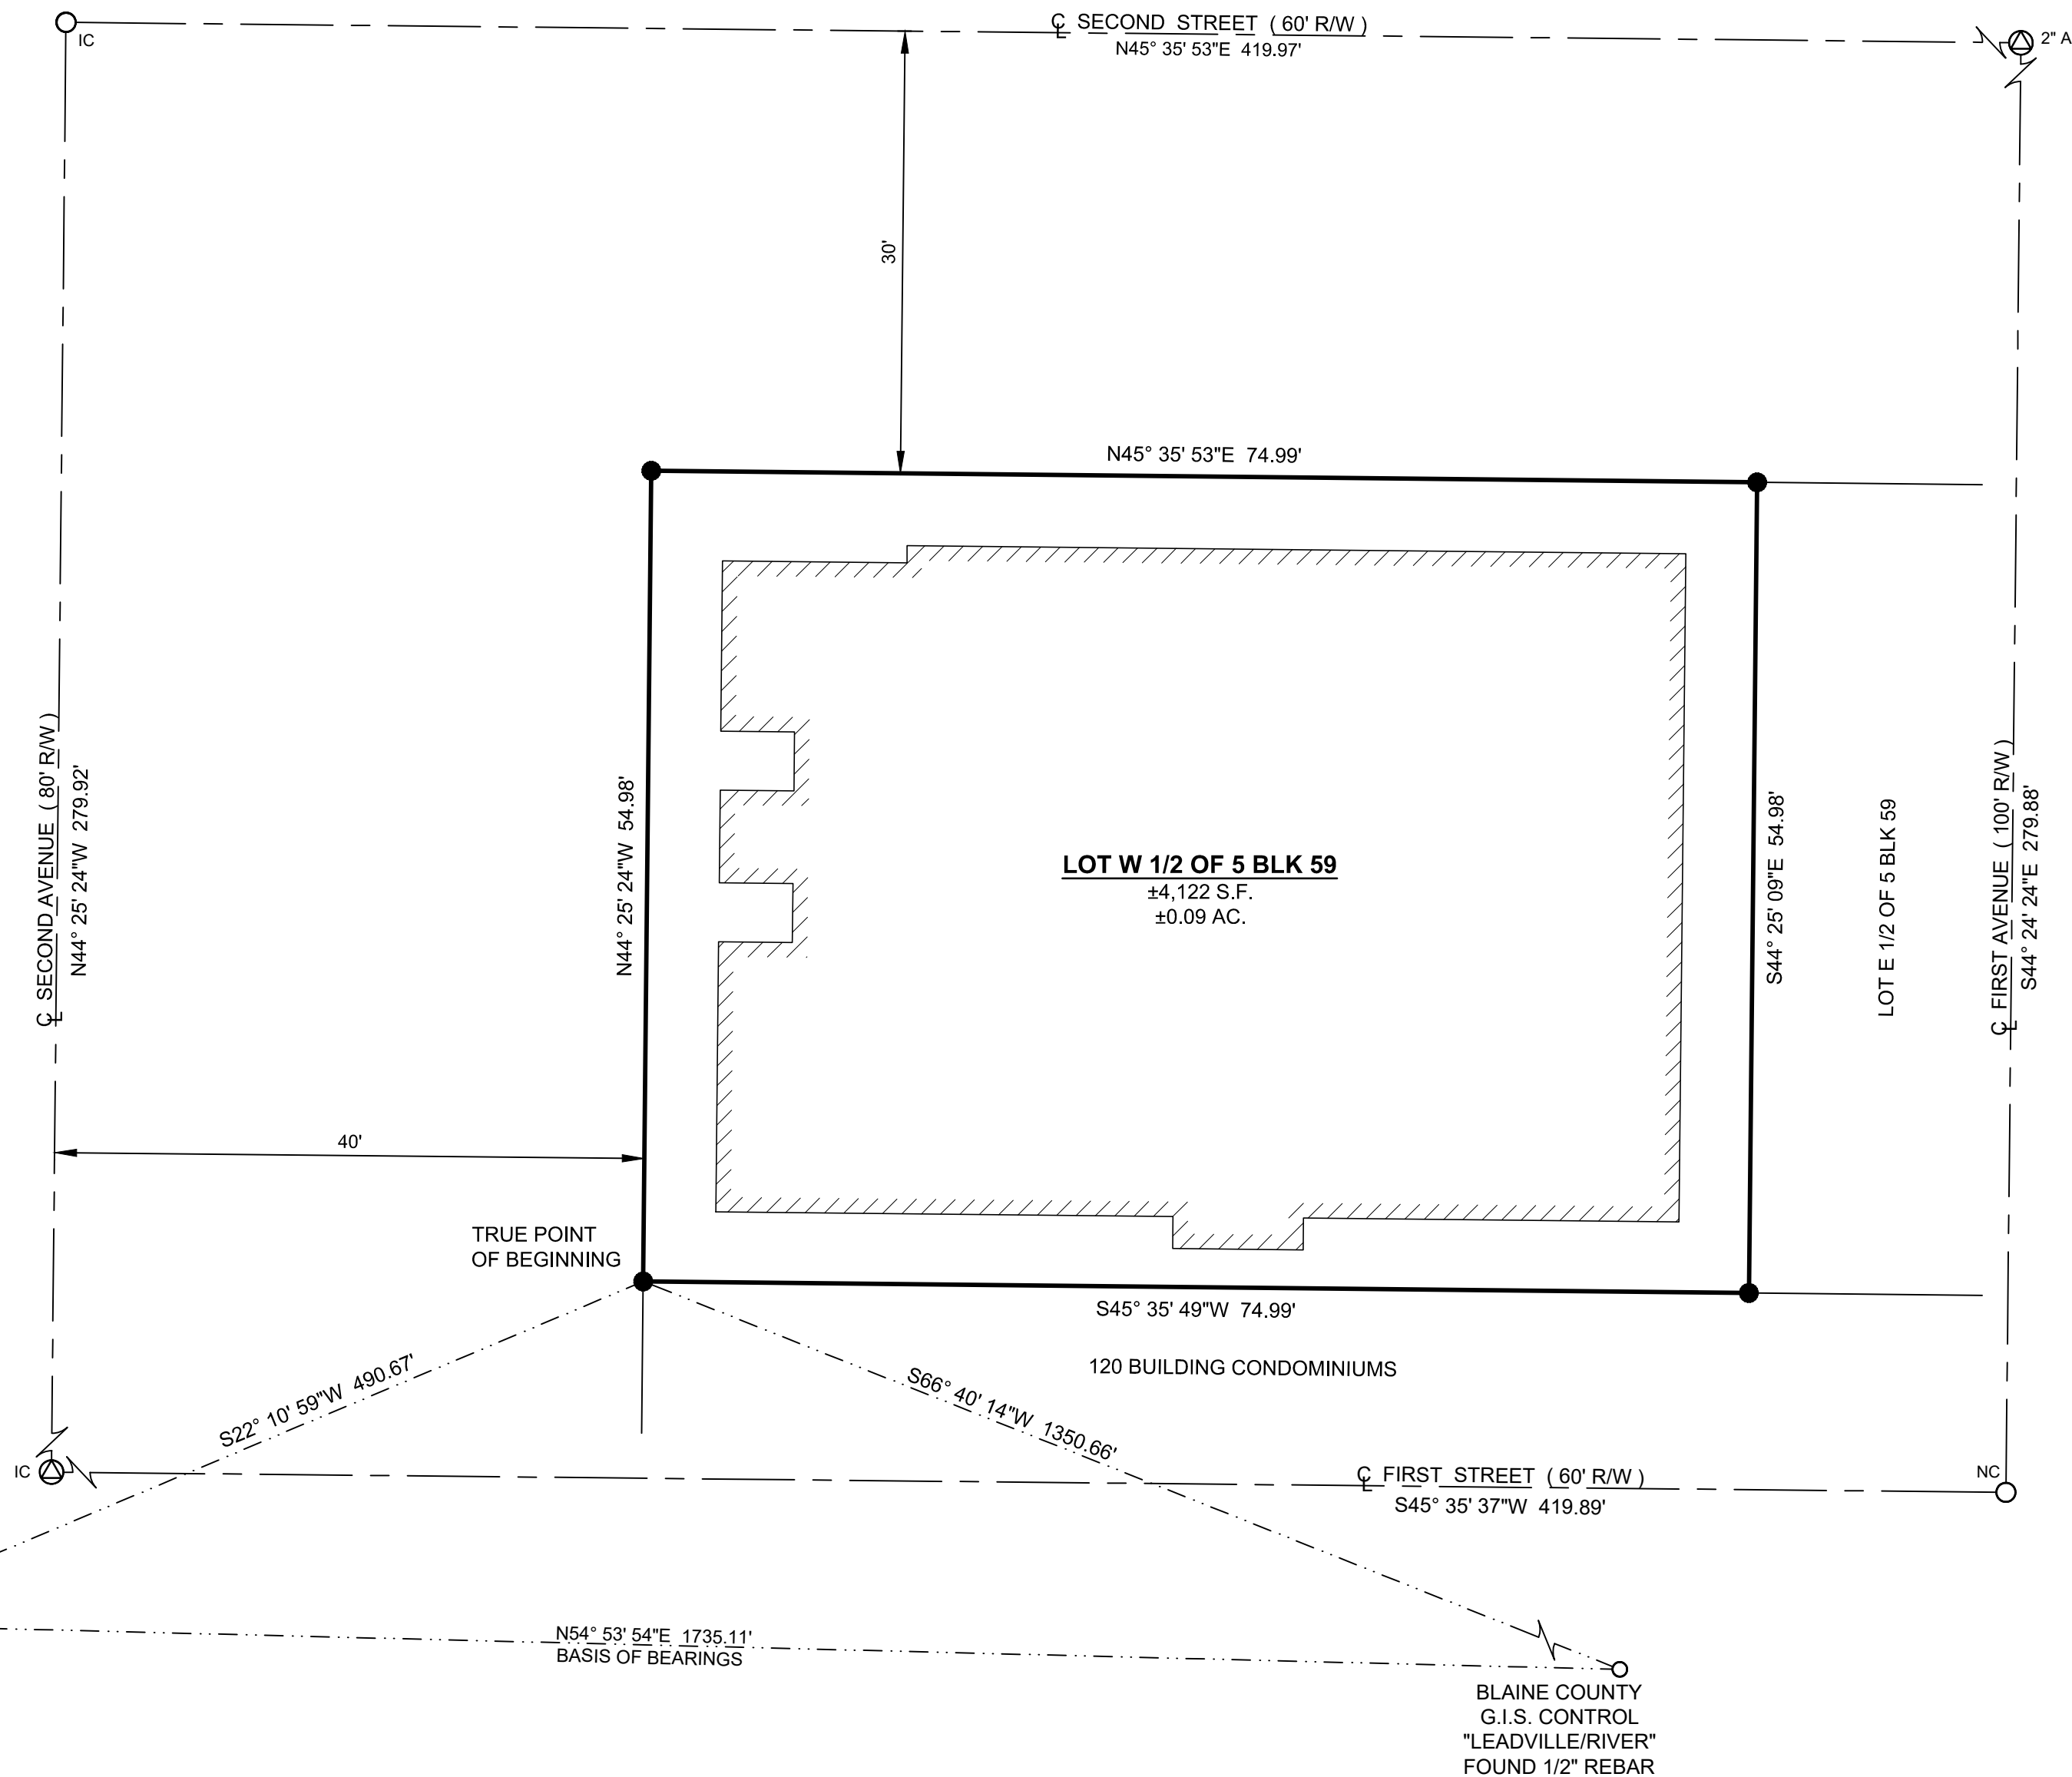 ℄ SECOND STREET ( 60' R/W )
N45° 35' 53"E 419.97'
IC
2" A
30'
N45° 35' 53"E 74.99'
℄ SECOND AVENUE ( 80' R/W )
N44° 25' 24"W 279.92'
N44° 25' 24"W 54.98'
LOT W 1/2 OF 5 BLK 59
±4,122 S.F.
±0.09 AC.
S44° 25' 09"E 54.98'
LOT E 1/2 OF 5 BLK 59
℄ FIRST AVENUE ( 100' R/W )
S44° 24' 24"E 279.88'
40'
TRUE POINT
OF BEGINNING
S45° 35' 49"W 74.99'
120 BUILDING CONDOMINIUMS
S22° 10' 59"W 490.67'
S66° 40' 14"W 1350.66'
IC
℄ FIRST STREET ( 60' R/W )
S45° 35' 37"W 419.89'
NC
N54° 53' 54"E 1735.11'
BASIS OF BEARINGS
BLAINE COUNTY
G.I.S. CONTROL
"LEADVILLE/RIVER"
FOUND 1/2" REBAR